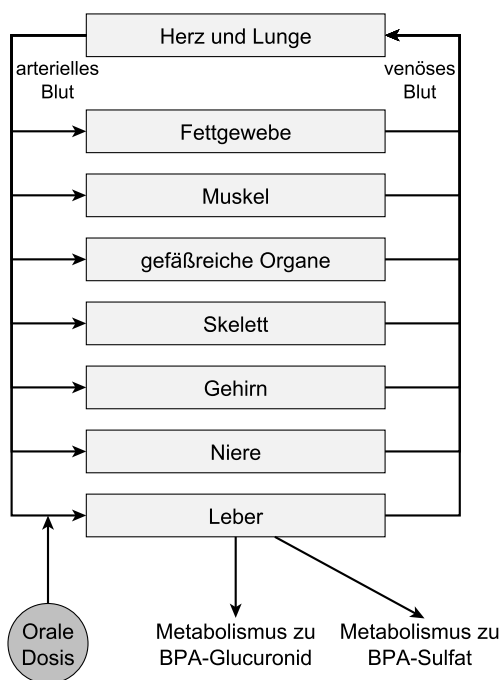 Herz und Lunge
arterielles
Blut
venöses
Blut
Fettgewebe
Muskel
gefäßreiche Organe
Skelett
Gehirn
Niere
Leber
Orale
Dosis
Metabolismus zu
BPA-Glucuronid
Metabolismus zu
BPA-Sulfat